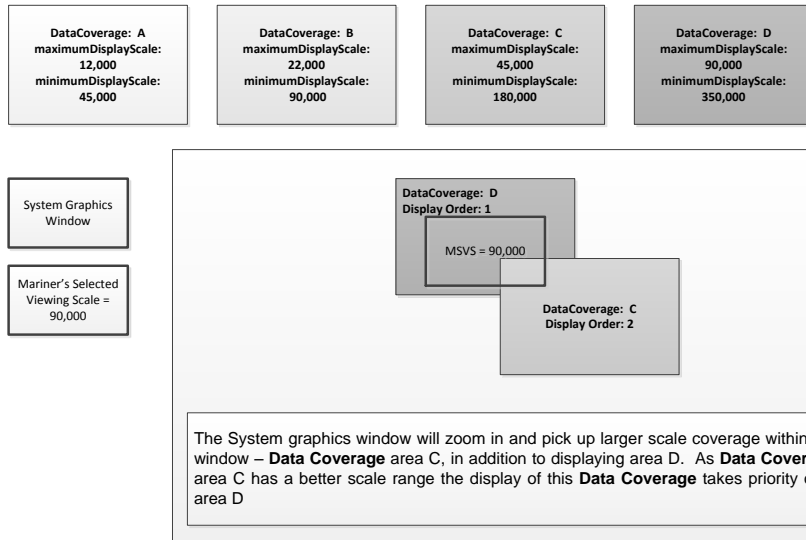 DataCoverage: A
maximumDisplayScale:
12,000
minimumDisplayScale:
45,000
DataCoverage: B
maximumDisplayScale:
22,000
minimumDisplayScale:
90,000
DataCoverage: C
maximumDisplayScale:
45,000
minimumDisplayScale:
180,000
DataCoverage: D
maximumDisplayScale:
90,000
minimumDisplayScale:
350,000
System Graphics
Window
Mariner's Selected
Viewing Scale =
90,000
DataCoverage: D
Display Order: 1
MSVS = 90,000
DataCoverage: C
Display Order: 2
The System graphics window will zoom in and pick up larger scale coverage within
window – Data Coverage area C, in addition to displaying area D. As Data Cover
area C has a better scale range the display of this Data Coverage takes priority
area D